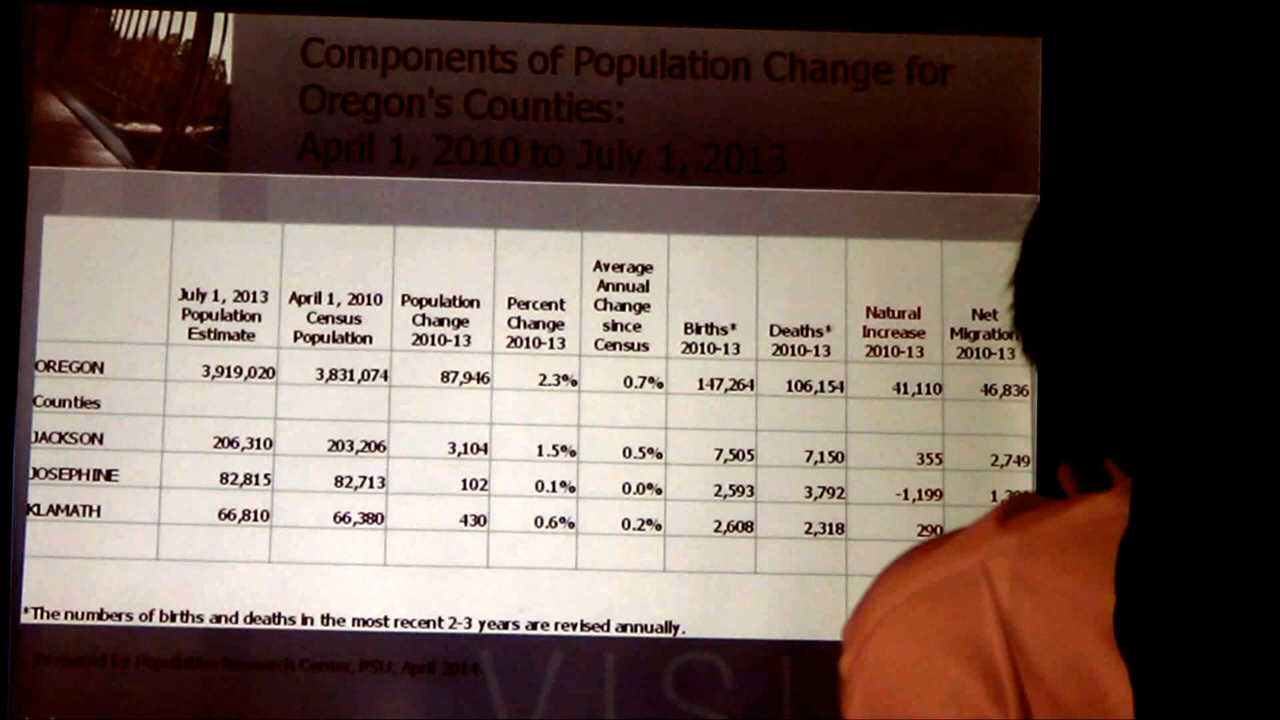 Components of Population Change for
Oregon's Counties:
April 1, 2010 to July 1, 2013
July 1, 2013 Population Estimate April 1, 2010 Census Population Population Change 2010-13 Percent Change 2010-13 Average Annual Change since Census Births* 2010-13 Deaths* 2010-13 Natural Increase 2010-13 Net Migration 2010-13
OREGON 3,919,020 3,831,074 87,946 2.3% 0.7% 147,264 106,154 41,110 46,836
Counties
JACKSON 206,310 203,206 3,104 1.5% 0.5% 7,505 7,150 355 2,749
JOSEPHINE 82,815 82,713 102 0.1% 0.0% 2,593 3,792 -1,199
KLAMATH 66,810 66,380 430 0.6% 0.2% 2,608 2,318 290
*The numbers of births and deaths in the most recent 2-3 years are revised annually.
Prepared by Population Research Center, PSU, April 2014.